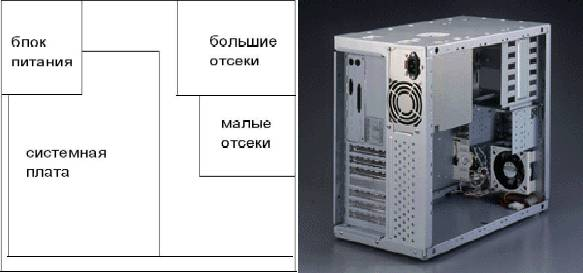 блок
питания
большие
отсеки
малые
отсеки
системная
плата